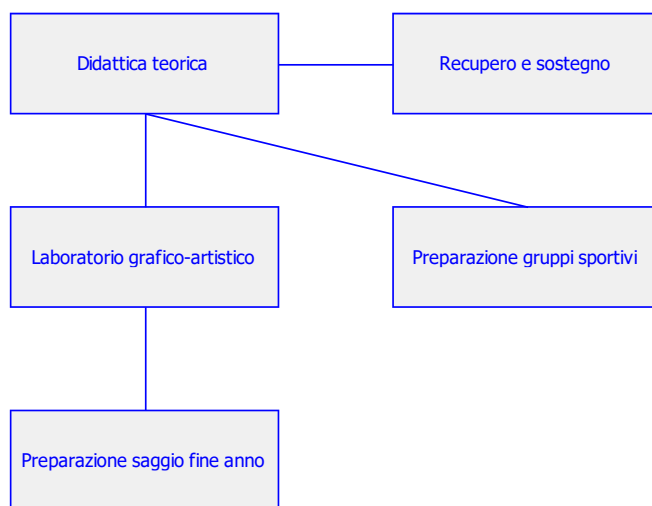 Didattica teorica
Recupero e sostegno
Laboratorio grafico-artistico
Preparazione gruppi sportivi
Preparazione saggio fine anno